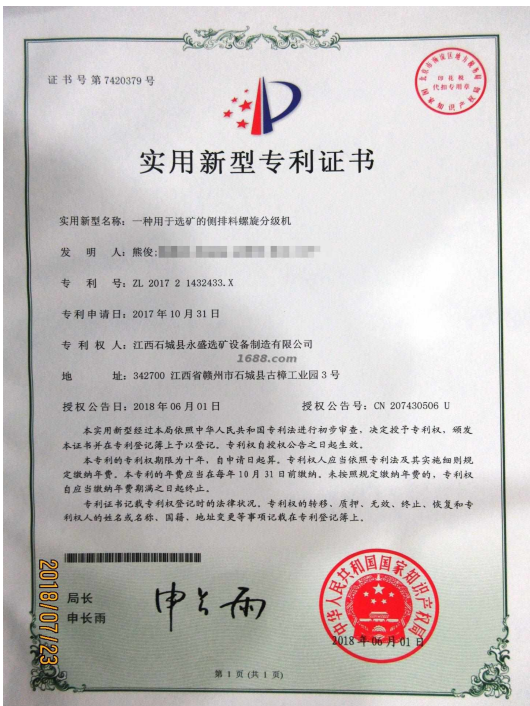 证书号第7420379号
国家知识产权局
代扣专用章
实用新型专利证书
实用新型名称：一种用于选矿的侧排料螺旋分级机
发 明 人：熊俊;
专 利 号：ZL 2017 2 1432433.X
专利申请日：2017年10月31日
专 利 权 人：江西石城县永盛选矿设备制造有限公司
1688.com
地 址：342700 江西省赣州市石城县古樟工业园3号
授权公告日：2018年06月01日 授权公告号：CN 207430506 U
本实用新型经过本局依照中华人民共和国专利法进行初步审查，决定授予专利权，颁发
本证书并在专利登记簿上予以登记。专利权自授权公告之日起生效。
本专利的专利权期限为十年，自申请日起算。专利权人应当依照专利法及其实施细则规
定缴纳年费。本专利的年费应当在每年10月31日前缴纳。未按照规定缴纳年费的，专利权
自应当缴纳年费期满之日起终止。
专利证书记载专利权登记时的法律状况。专利权的转移、质押、无效、终止、恢复和专
利权人的姓名或名称、国籍、地址变更等事项记载在专利登记簿上。
局长
申长雨
申长雨
中华人民共和国国家知识产权局
2018年06月01日
2018/07/23
第1页(共1页)